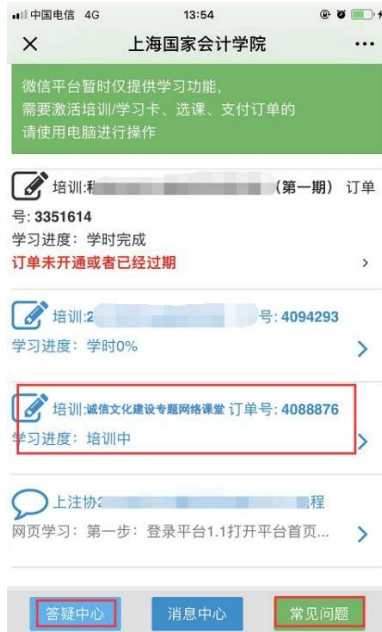 中国电信 4G 13:54
上海国家会计学院
微信平台暂时仅提供学习功能,
需要激活培训/学习卡、选课、支付订单的
请使用电脑进行操作
培训: (第一期) 订单
号: 3351614
学习进度: 学时完成
订单未开通或者已经过期
培训:2 号: 4094293
学习进度: 学时0%
培训:诚信文化建设专题网络课堂 订单号: 4088876
学习进度: 培训中
上注协2 程
网页学习: 第一步: 登录平台1.1打开平台首页...
答疑中心 消息中心 常见问题